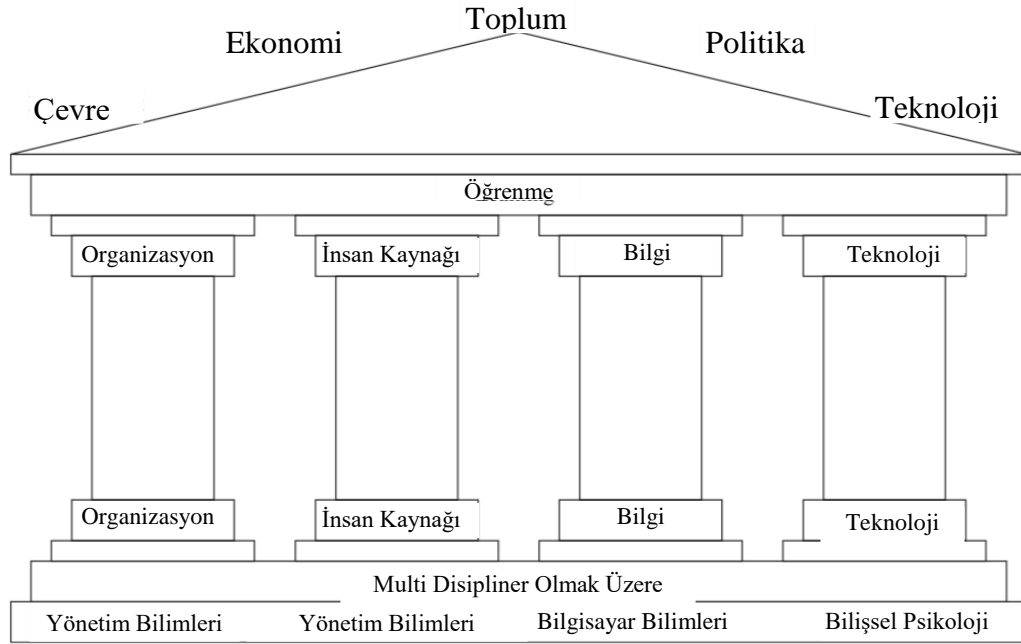 Toplum
Ekonomi Politika
Çevre Teknoloji
Öğrenme
Organizasyon İnsan Kaynağı Bilgi Teknoloji
Organizasyon İnsan Kaynağı Bilgi Teknoloji
Multi Disipliner Olmak Üzere
Yönetim Bilimleri Yönetim Bilimleri Bilgisayar Bilimleri Bilişsel Psikoloji